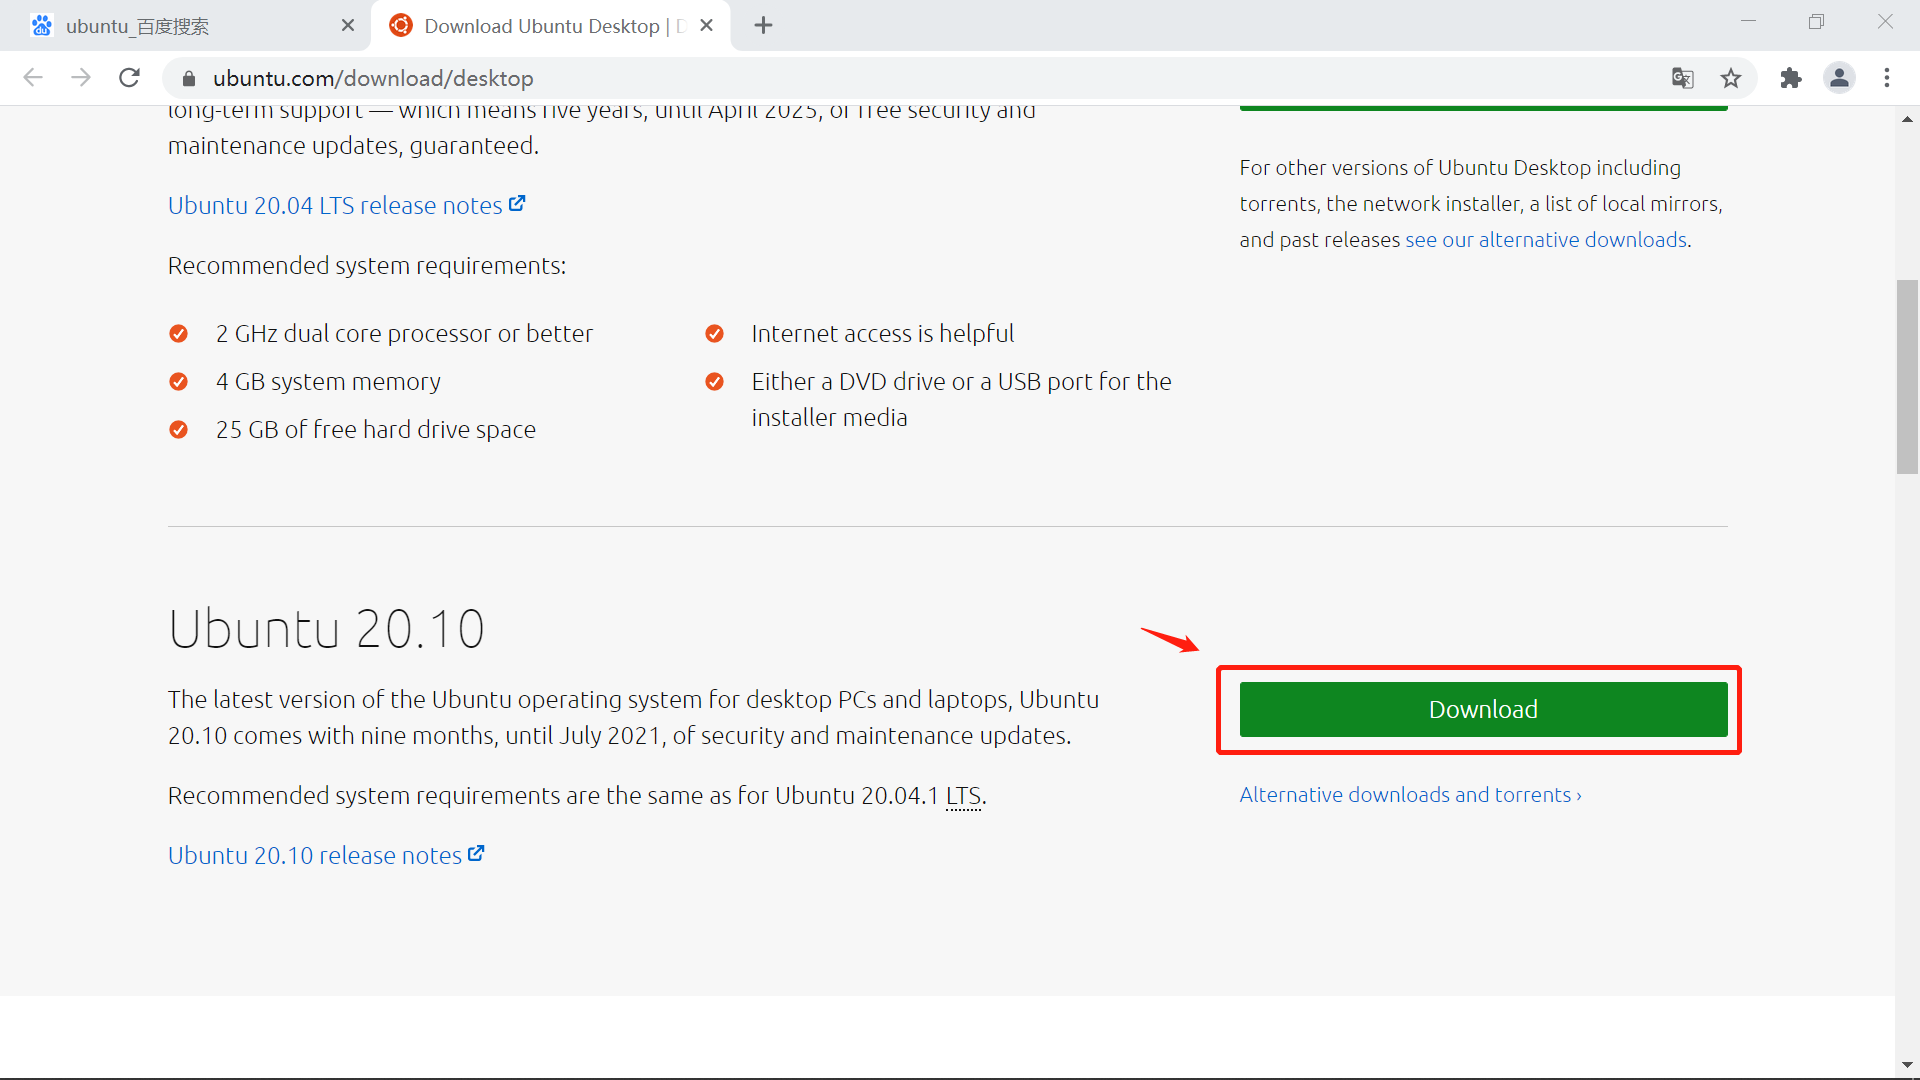 ubuntu_百度搜索
Download Ubuntu Desktop | D
ubuntu.com/download/desktop
long-term support — which means five years, until April 2025, of free security and
maintenance updates, guaranteed.
Ubuntu 20.04 LTS release notes
Recommended system requirements:
2 GHz dual core processor or better
4 GB system memory
25 GB of free hard drive space
Internet access is helpful
Either a DVD drive or a USB port for the
installer media
For other versions of Ubuntu Desktop including
torrents, the network installer, a list of local mirrors,
and past releases see our alternative downloads.
Ubuntu 20.10
The latest version of the Ubuntu operating system for desktop PCs and laptops, Ubuntu
20.10 comes with nine months, until July 2021, of security and maintenance updates.
Recommended system requirements are the same as for Ubuntu 20.04.1 LTS.
Ubuntu 20.10 release notes
Download
Alternative downloads and torrents ›